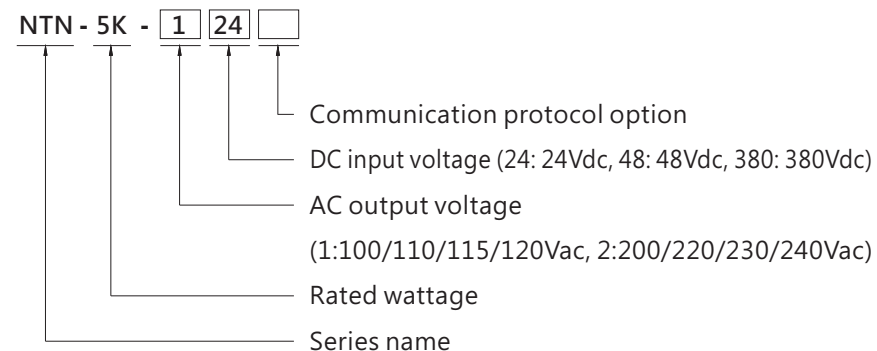 NTN - 5K - 1 24
Communication protocol option
DC input voltage (24: 24Vdc, 48: 48Vdc, 380: 380Vdc)
AC output voltage
(1:100/110/115/120Vac, 2:200/220/230/240Vac)
Rated wattage
Series name